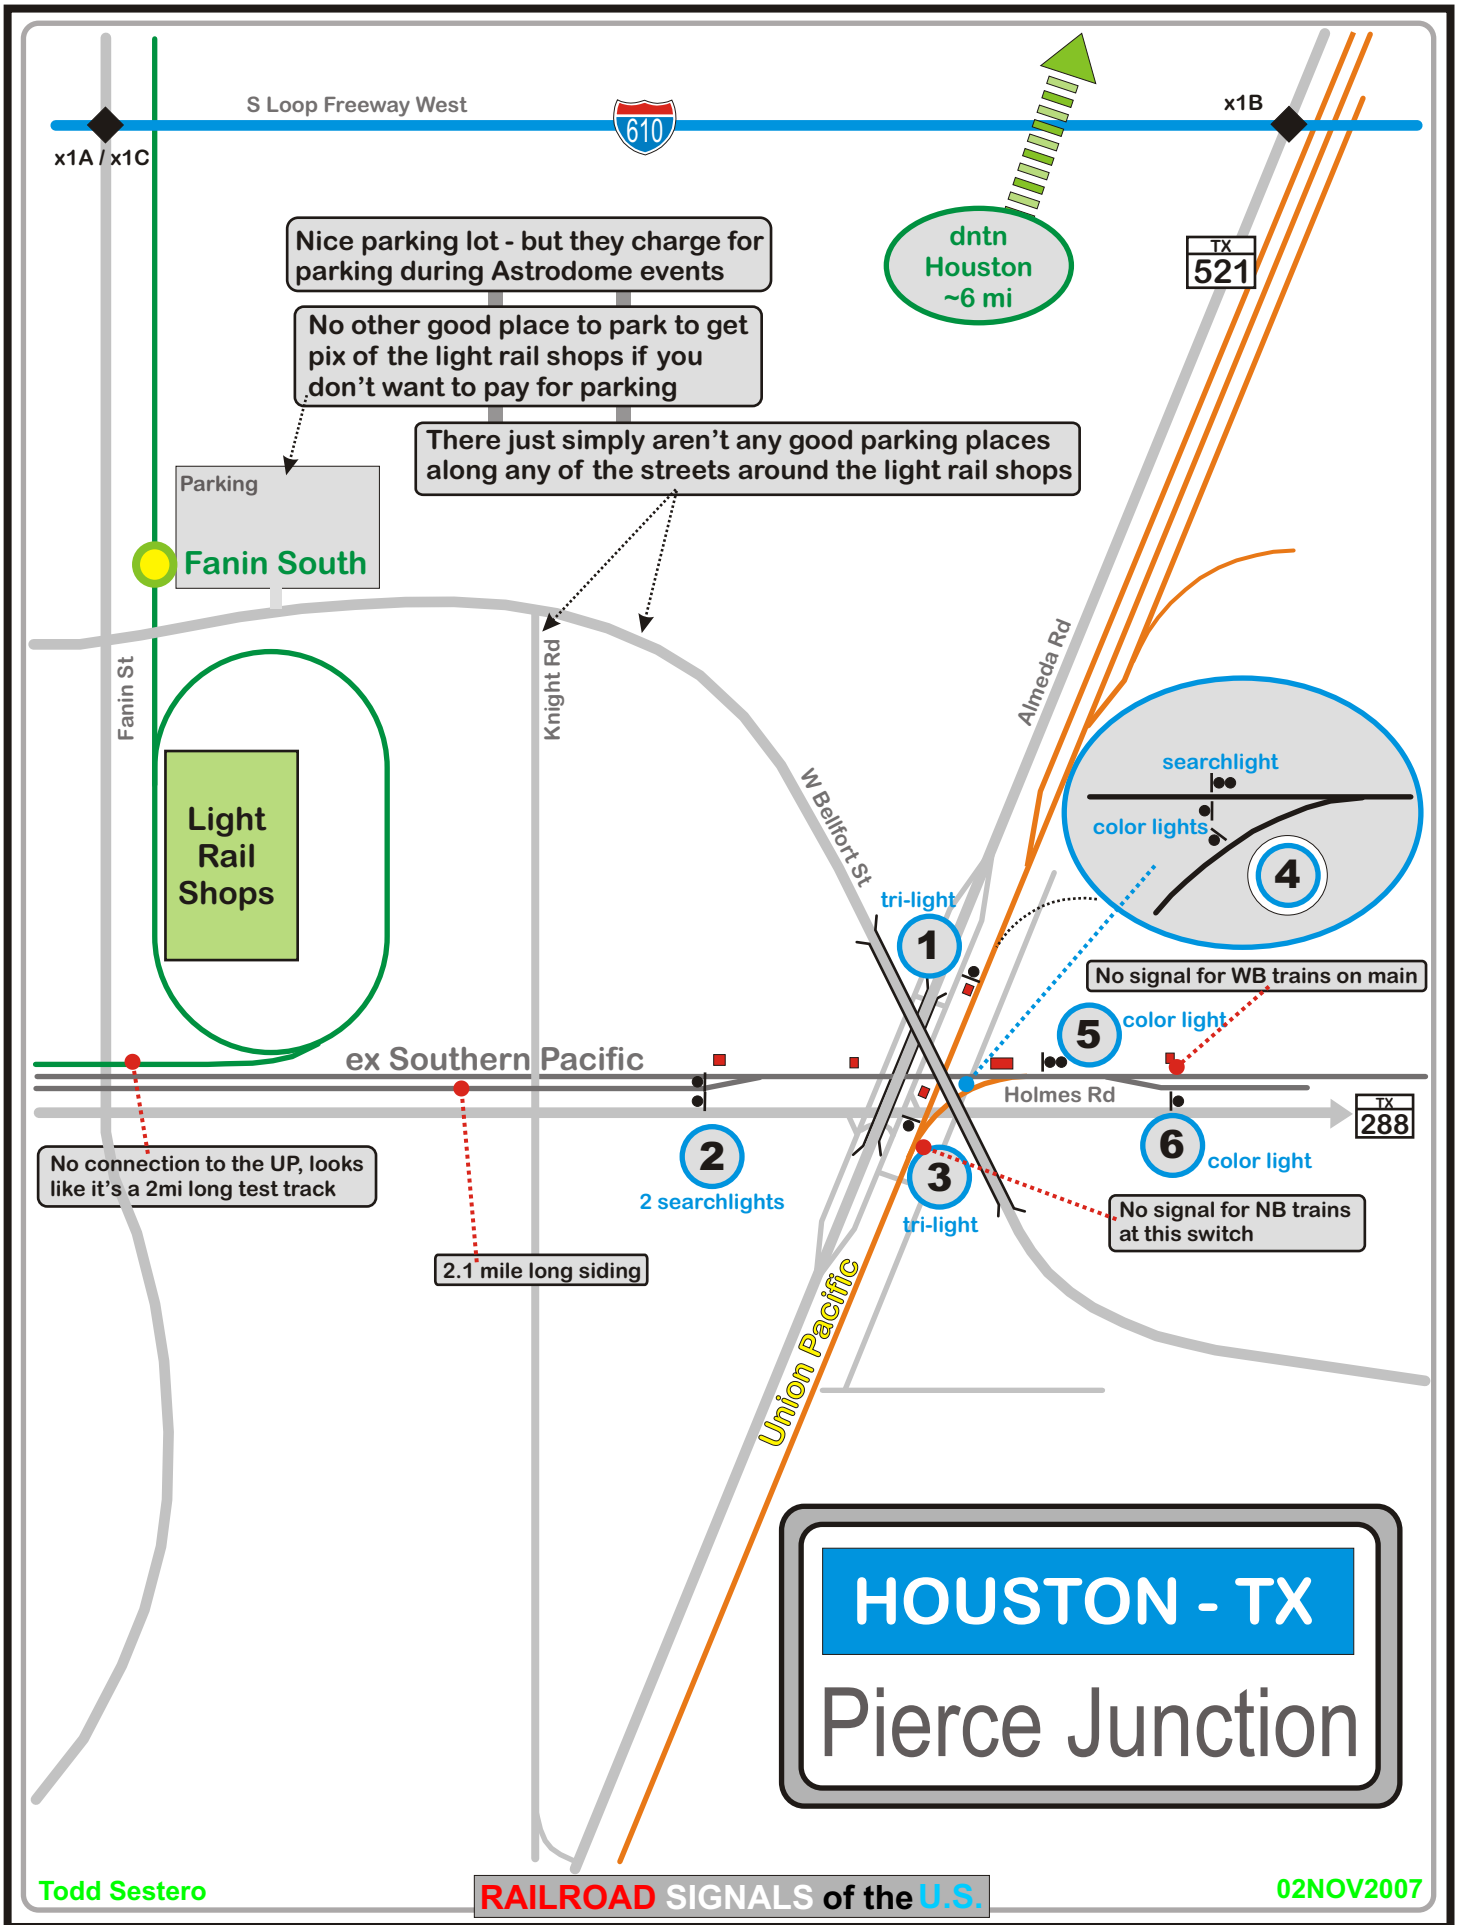 S Loop Freeway West
610
x1B
x1A / x1C
dntn
Houston
~6 mi
TX
521
Nice parking lot - but they charge for
parking during Astrodome events
No other good place to park to get
pix of the light rail shops if you
don't want to pay for parking
There just simply aren't any good parking places
along any of the streets around the light rail shops
Parking
Fanin South
Fanin St
Knight Rd
Almeda Rd
W Bellfort St
Light
Rail
Shops
searchlight
color lights
4
tri-light
1
No signal for WB trains on main
5
color light
ex Southern Pacific
Holmes Rd
TX
288
No connection to the UP, looks
like it's a 2mi long test track
2
2 searchlights
3
tri-light
6
color light
No signal for NB trains
at this switch
2.1 mile long siding
Union Pacific
HOUSTON - TX
Pierce Junction
Todd Sestero
RAILROAD SIGNALS of the U.S.
02NOV2007